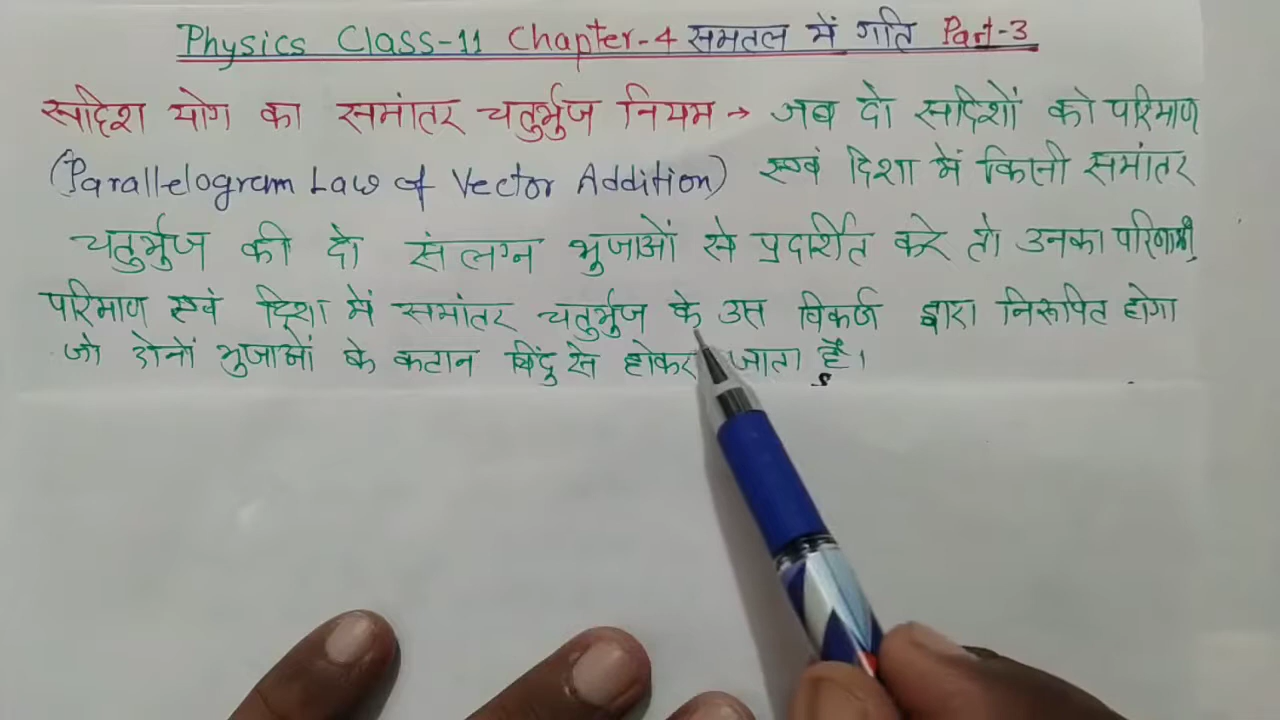 Physics Class-11 Chapter-4 समतल में गति Part-3
सदिश योग का समांतर चतुर्भुज नियम → जब दो सदिशों को परिमाण
(Parallelogram Law of Vector Addition) एवं दिशा में किसी समांतर
चतुर्भुज की दो संलग्न भुजाओं से प्रदर्शित करे तो उनका परिणामी
परिमाण एवं दिशा में समांतर चतुर्भुज के उस विकर्ण द्वारा निरूपित होगा
जो दोनों भुजाओं के कटान बिंदु से होकर जाता है।